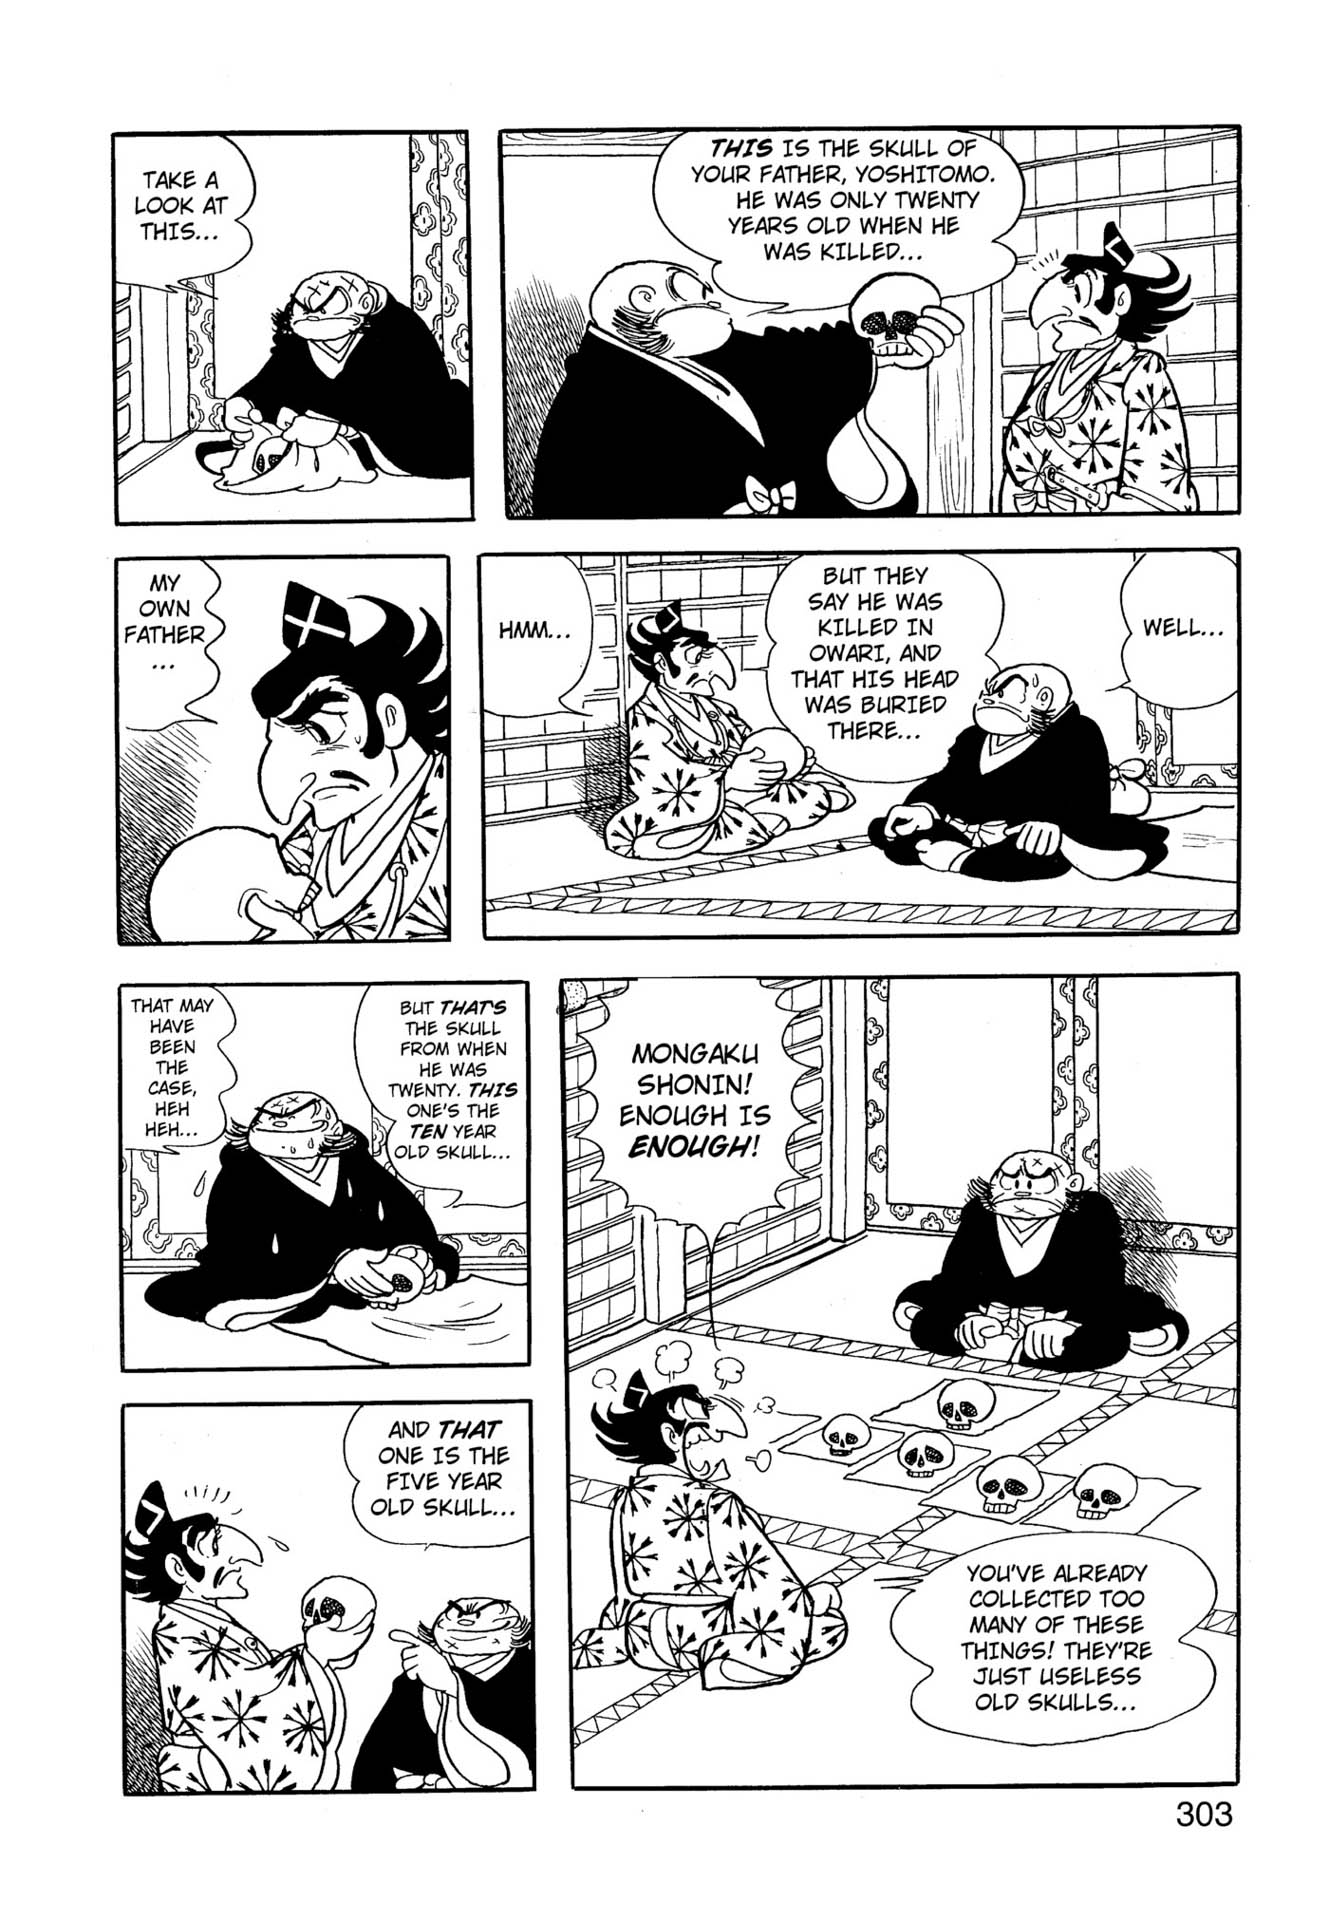 TAKE A
LOOK AT
THIS...
THIS IS THE SKULL OF
YOUR FATHER, YOSHITOMO.
HE WAS ONLY TWENTY
YEARS OLD WHEN HE
WAS KILLED...
MY
OWN
FATHER
...
HMM...
BUT THEY
SAY HE WAS
KILLED IN
OWARI, AND
THAT HIS HEAD
WAS BURIED
THERE...
WELL...
THAT MAY
HAVE
BEEN
THE
CASE,
HEH
HEH...
BUT THAT'S
THE SKULL
FROM WHEN
HE WAS
TWENTY. THIS
ONE'S THE
TEN YEAR
OLD SKULL...
AND THAT
ONE IS THE
FIVE YEAR
OLD SKULL...
MONGAKU
SHONIN!
ENOUGH IS
ENOUGH!
YOU'VE ALREADY
COLLECTED TOO
MANY OF THESE
THINGS! THEY'RE
JUST USELESS
OLD SKULLS...
303